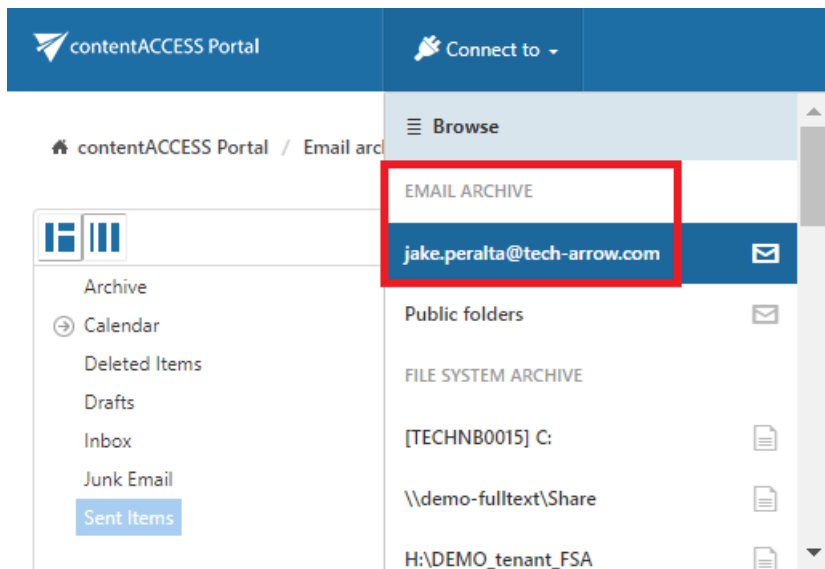 contentACCESS Portal
Connect to
contentACCESS Portal / Email arc
Browse
EMAIL ARCHIVE
jake.peralta@tech-arrow.com
Public folders
FILE SYSTEM ARCHIVE
[TECHNB0015] C:
\\demo-fulltext\Share
H:\DEMO_tenant_FSA
Archive
Calendar
Deleted Items
Drafts
Inbox
Junk Email
Sent Items